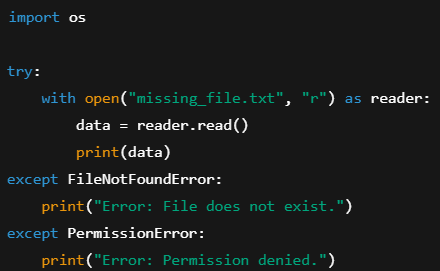 import os

try:
    with open("missing_file.txt", "r") as reader:
        data = reader.read()
        print(data)
except FileNotFoundError:
    print("Error: File does not exist.")
except PermissionError:
    print("Error: Permission denied.")